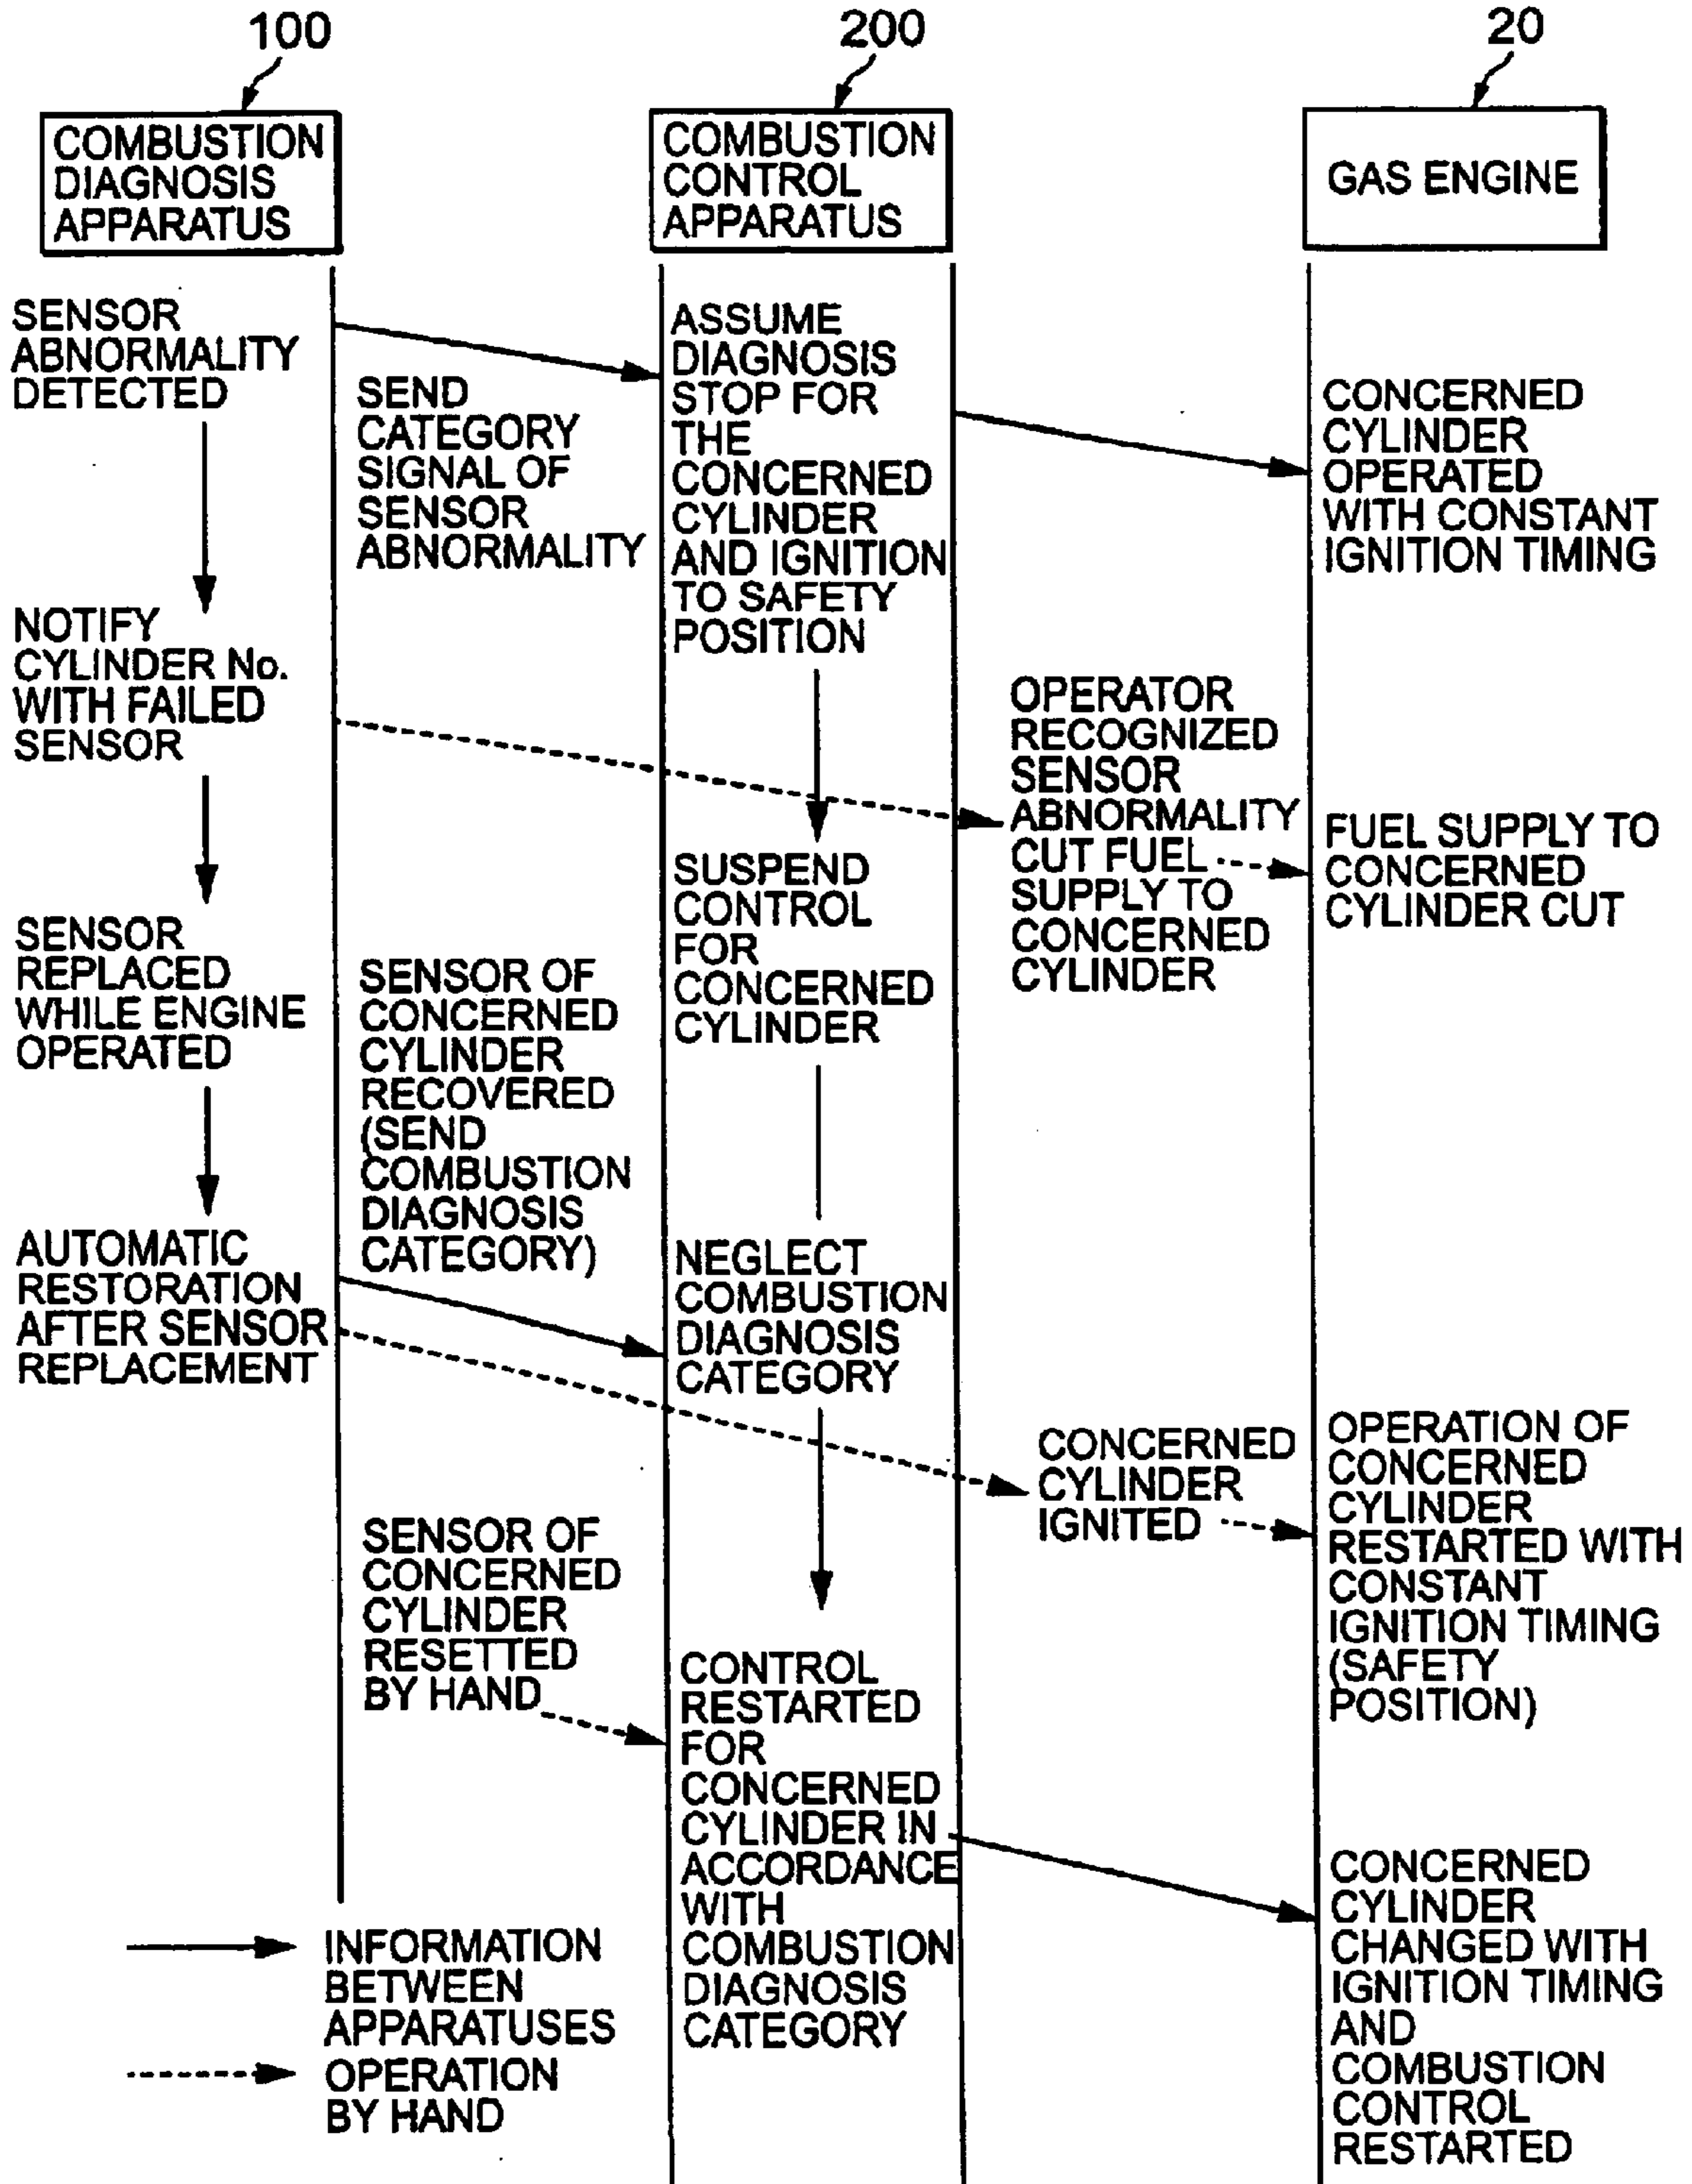 100
200
20
COMBUSTION
DIAGNOSIS
APPARATUS
COMBUSTION
CONTROL
APPARATUS
GAS ENGINE
SENSOR
ABNORMALITY
DETECTED
SEND
CATEGORY
SIGNAL OF
SENSOR
ABNORMALITY
ASSUME
DIAGNOSIS
STOP FOR
THE
CONCERNED
CYLINDER
AND IGNITION
TO SAFETY
POSITION
CONCERNED
CYLINDER
OPERATED
WITH CONSTANT
IGNITION TIMING
NOTIFY
CYLINDER No.
WITH FAILED
SENSOR
OPERATOR
RECOGNIZED
SENSOR
ABNORMALITY
CUT FUEL
SUPPLY TO
CONCERNED
CYLINDER
FUEL SUPPLY TO
CONCERNED
CYLINDER CUT
SUSPEND
CONTROL
FOR
CONCERNED
CYLINDER
SENSOR
REPLACED
WHILE ENGINE
OPERATED
SENSOR OF
CONCERNED
CYLINDER
RECOVERED
(SEND
COMBUSTION
DIAGNOSIS
CATEGORY)
AUTOMATIC
RESTORATION
AFTER SENSOR
REPLACEMENT
NEGLECT
COMBUSTION
DIAGNOSIS
CATEGORY
CONCERNED
CYLINDER
IGNITED
OPERATION OF
CONCERNED
CYLINDER
RESTARTED WITH
CONSTANT
IGNITION TIMING
(SAFETY
POSITION)
SENSOR OF
CONCERNED
CYLINDER
RESETTED
BY HAND
CONTROL
RESTARTED
FOR
CONCERNED
CYLINDER IN
ACCORDANCE
WITH
COMBUSTION
DIAGNOSIS
CATEGORY
CONCERNED
CYLINDER
CHANGED WITH
IGNITION TIMING
AND
COMBUSTION
CONTROL
RESTARTED
INFORMATION
BETWEEN
APPARATUSES
OPERATION
BY HAND